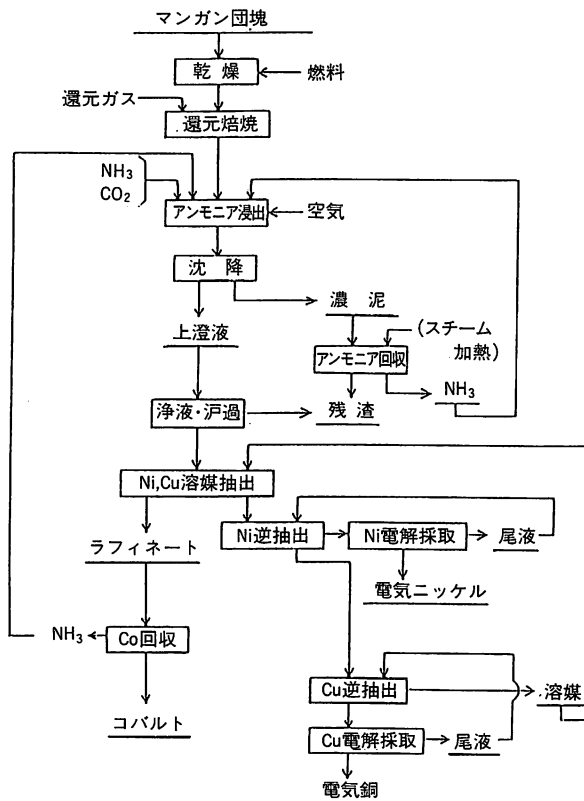 マンガン団塊
乾燥
燃料
還元ガス
還元焙焼
NH₃
CO₂
アンモニア浸出
空気
沈降
濃泥
上澄液
(スチーム
加熱)
アンモニア回収
NH₃
浄液・沪過
残渣
Ni,Cu溶媒抽出
Ni逆抽出
Ni電解採取
尾液
ラフィネート
電気ニッケル
NH₃
Co回収
Cu逆抽出
溶媒
コバルト
Cu電解採取
尾液
電気銅